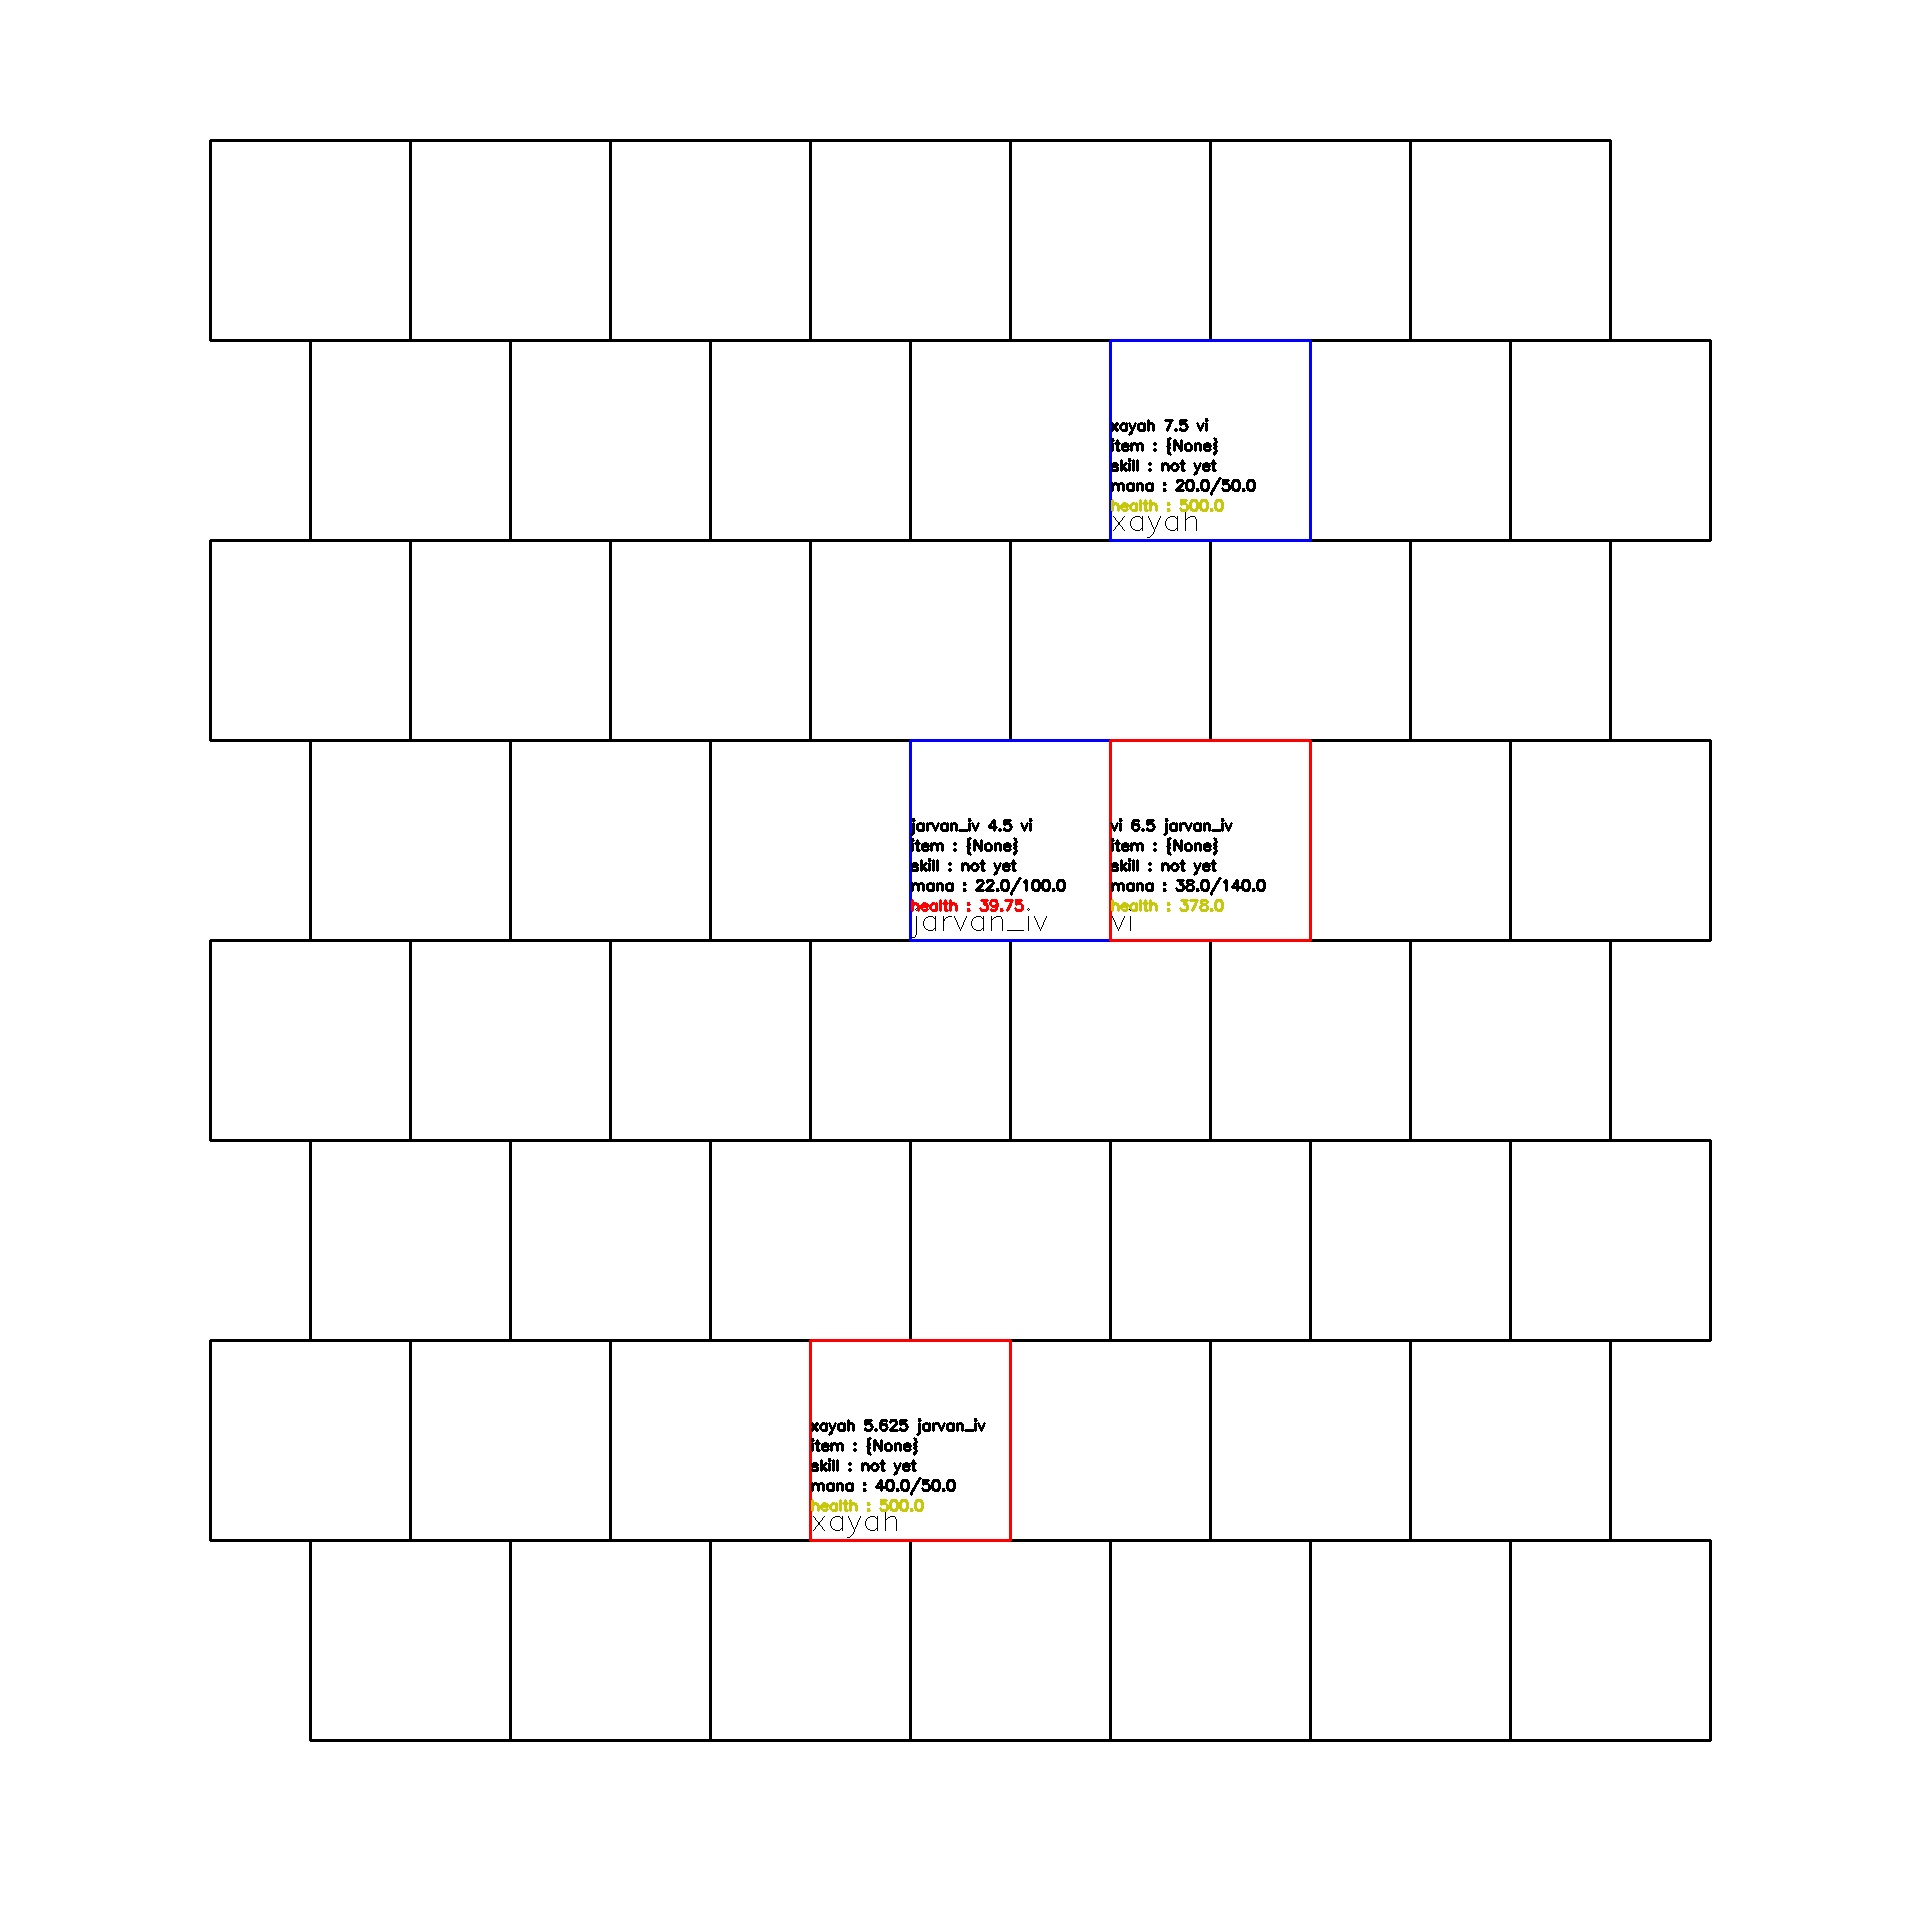 xayah 7.5 vi
item : {None}
skill : not yet
mana : 20.0/50.0
health : 500.0
xayah
jarvan_iv 4.5 vi
item : {None}
skill : not yet
mana : 22.0/100.0
health : 39.75
jarvan_iv
vi 6.5 jarvan_iv
item : {None}
skill : not yet
mana : 38.0/140.0
health : 378.0
vi
xayah 5.625 jarvan_iv
item : {None}
skill : not yet
mana : 40.0/50.0
health : 500.0
xayah